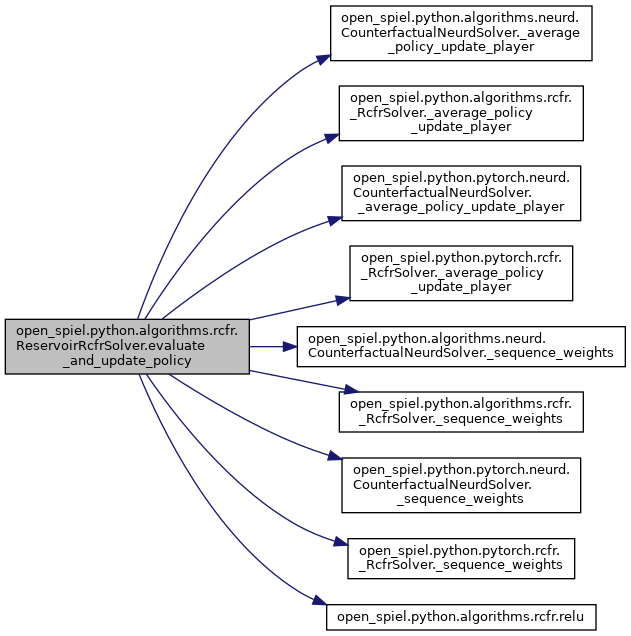 open_spiel.python.algorithms.neurd.
CounterfactualNeurdSolver._average
_policy_update_player
open_spiel.python.algorithms.rcfr.
_RcfrSolver._average_policy
_update_player
open_spiel.python.pytorch.neurd.
CounterfactualNeurdSolver.
_average_policy_update_player
open_spiel.python.pytorch.rcfr.
_RcfrSolver._average_policy
_update_player
open_spiel.python.algorithms.rcfr.
ReservoirRcfrSolver.evaluate
_and_update_policy
open_spiel.python.algorithms.neurd.
CounterfactualNeurdSolver._sequence_weights
open_spiel.python.algorithms.rcfr.
_RcfrSolver._sequence_weights
open_spiel.python.pytorch.neurd.
CounterfactualNeurdSolver.
_sequence_weights
open_spiel.python.pytorch.rcfr.
_RcfrSolver._sequence_weights
open_spiel.python.algorithms.rcfr.relu